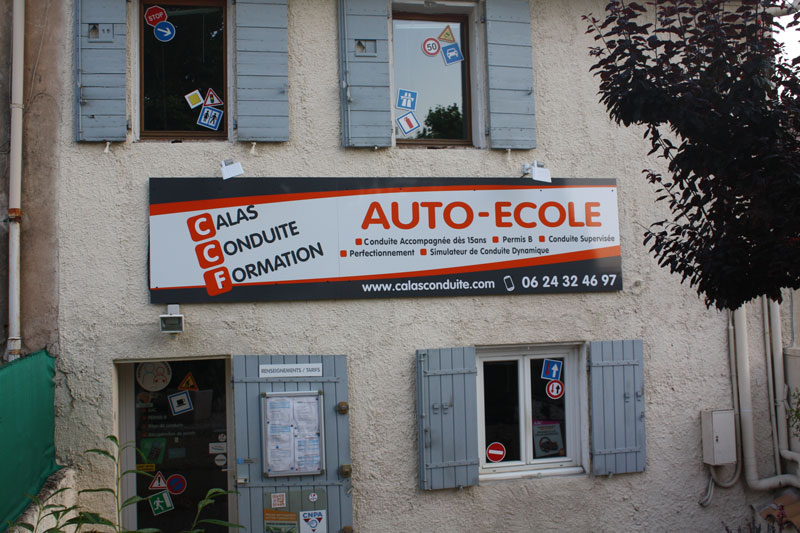 STOP
50
CALAS
CONDUITE
FORMATION
AUTO-ECOLE
Conduite Accompagnée dès 15ans Permis B Conduite Supervisée
Perfectionnement Simulateur de Conduite Dynamique
www.calasconduite.com 06 24 32 46 97
RENSEIGNEMENTS / TARIFS
CNPA